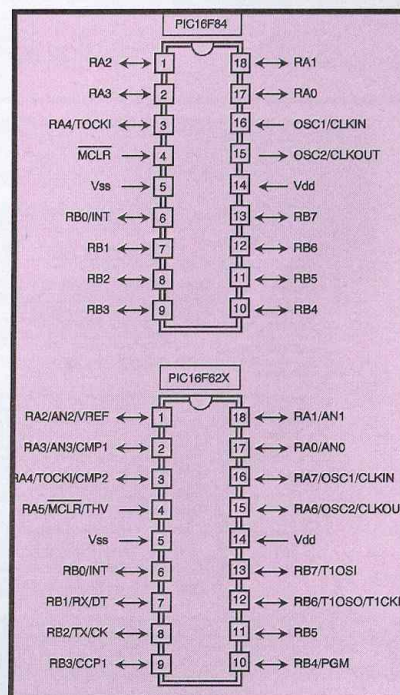 PIC16F84
RA2 1 18 RA1
RA3 2 17 RA0
RA4/TOCKI 3 16 OSC1/CLKIN
MCLR 4 15 OSC2/CLKOUT
Vss 5 14 Vdd
RB0/INT 6 13 RB7
RB1 7 12 RB6
RB2 8 11 RB5
RB3 9 10 RB4
PIC16F62X
RA2/AN2/VREF 1 18 RA1/AN1
RA3/AN3/CMP1 2 17 RA0/AN0
RA4/TOCKI/CMP2 3 16 RA7/OSC1/CLKIN
RA5/MCLR/THV 4 15 RA6/OSC2/CLKOU
Vss 5 14 Vdd
RB0/INT 6 13 RB7/T1OSI
RB1/RX/DT 7 12 RB6/T1OSO/T1CKI
RB2/TX/CK 8 11 RB5
RB3/CCP1 9 10 RB4/PGM